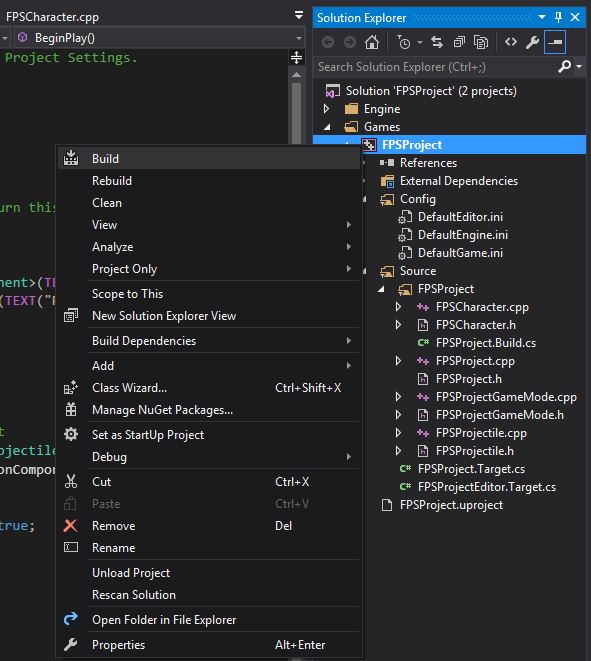 FPSCharacter.cpp
BeginPlay()
Project Settings.
urn this
ment>(TE
(TEXT("F
t
ojectile
onCompon
true;
Build
Rebuild
Clean
View
Analyze
Project Only
Scope to This
New Solution Explorer View
Build Dependencies
Add
Class Wizard... Ctrl+Shift+X
Manage NuGet Packages...
Set as StartUp Project
Debug
Cut Ctrl+X
Paste Ctrl+V
Remove Del
Rename
Unload Project
Rescan Solution
Open Folder in File Explorer
Properties Alt+Enter
Solution Explorer
Search Solution Explorer (Ctrl+;)
Solution 'FPSProject' (2 projects)
Engine
Games
FPSProject
References
External Dependencies
Config
DefaultEditor.ini
DefaultEngine.ini
DefaultGame.ini
Source
FPSProject
FPSCharacter.cpp
FPSCharacter.h
C# FPSProject.Build.cs
FPSProject.cpp
FPSProject.h
FPSProjectGameMode.cpp
FPSProjectGameMode.h
FPSProjectile.cpp
FPSProjectile.h
C# FPSProject.Target.cs
C# FPSProjectEditor.Target.cs
FPSProject.uproject